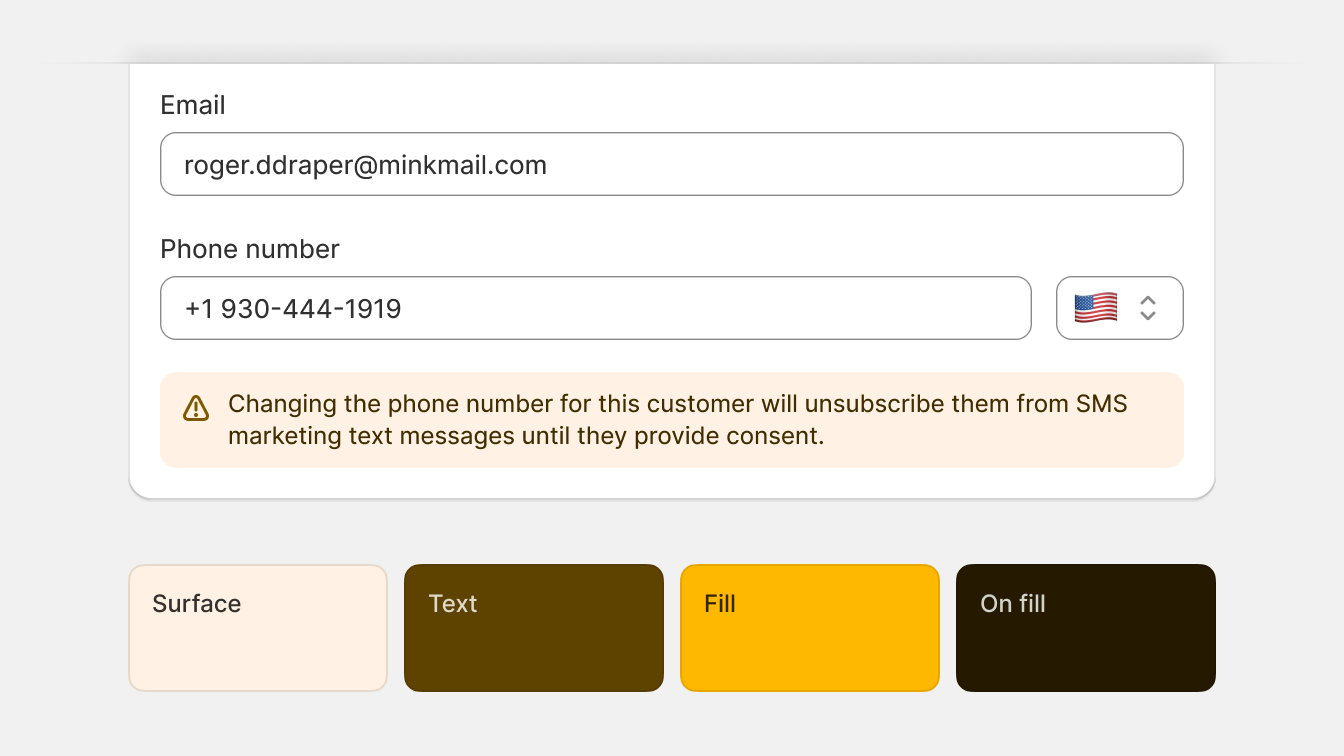 Email
roger.ddraper@minkmail.com
Phone number
+1 930-444-1919
Changing the phone number for this customer will unsubscribe them from SMS
marketing text messages until they provide consent.
Surface
Text
Fill
On fill